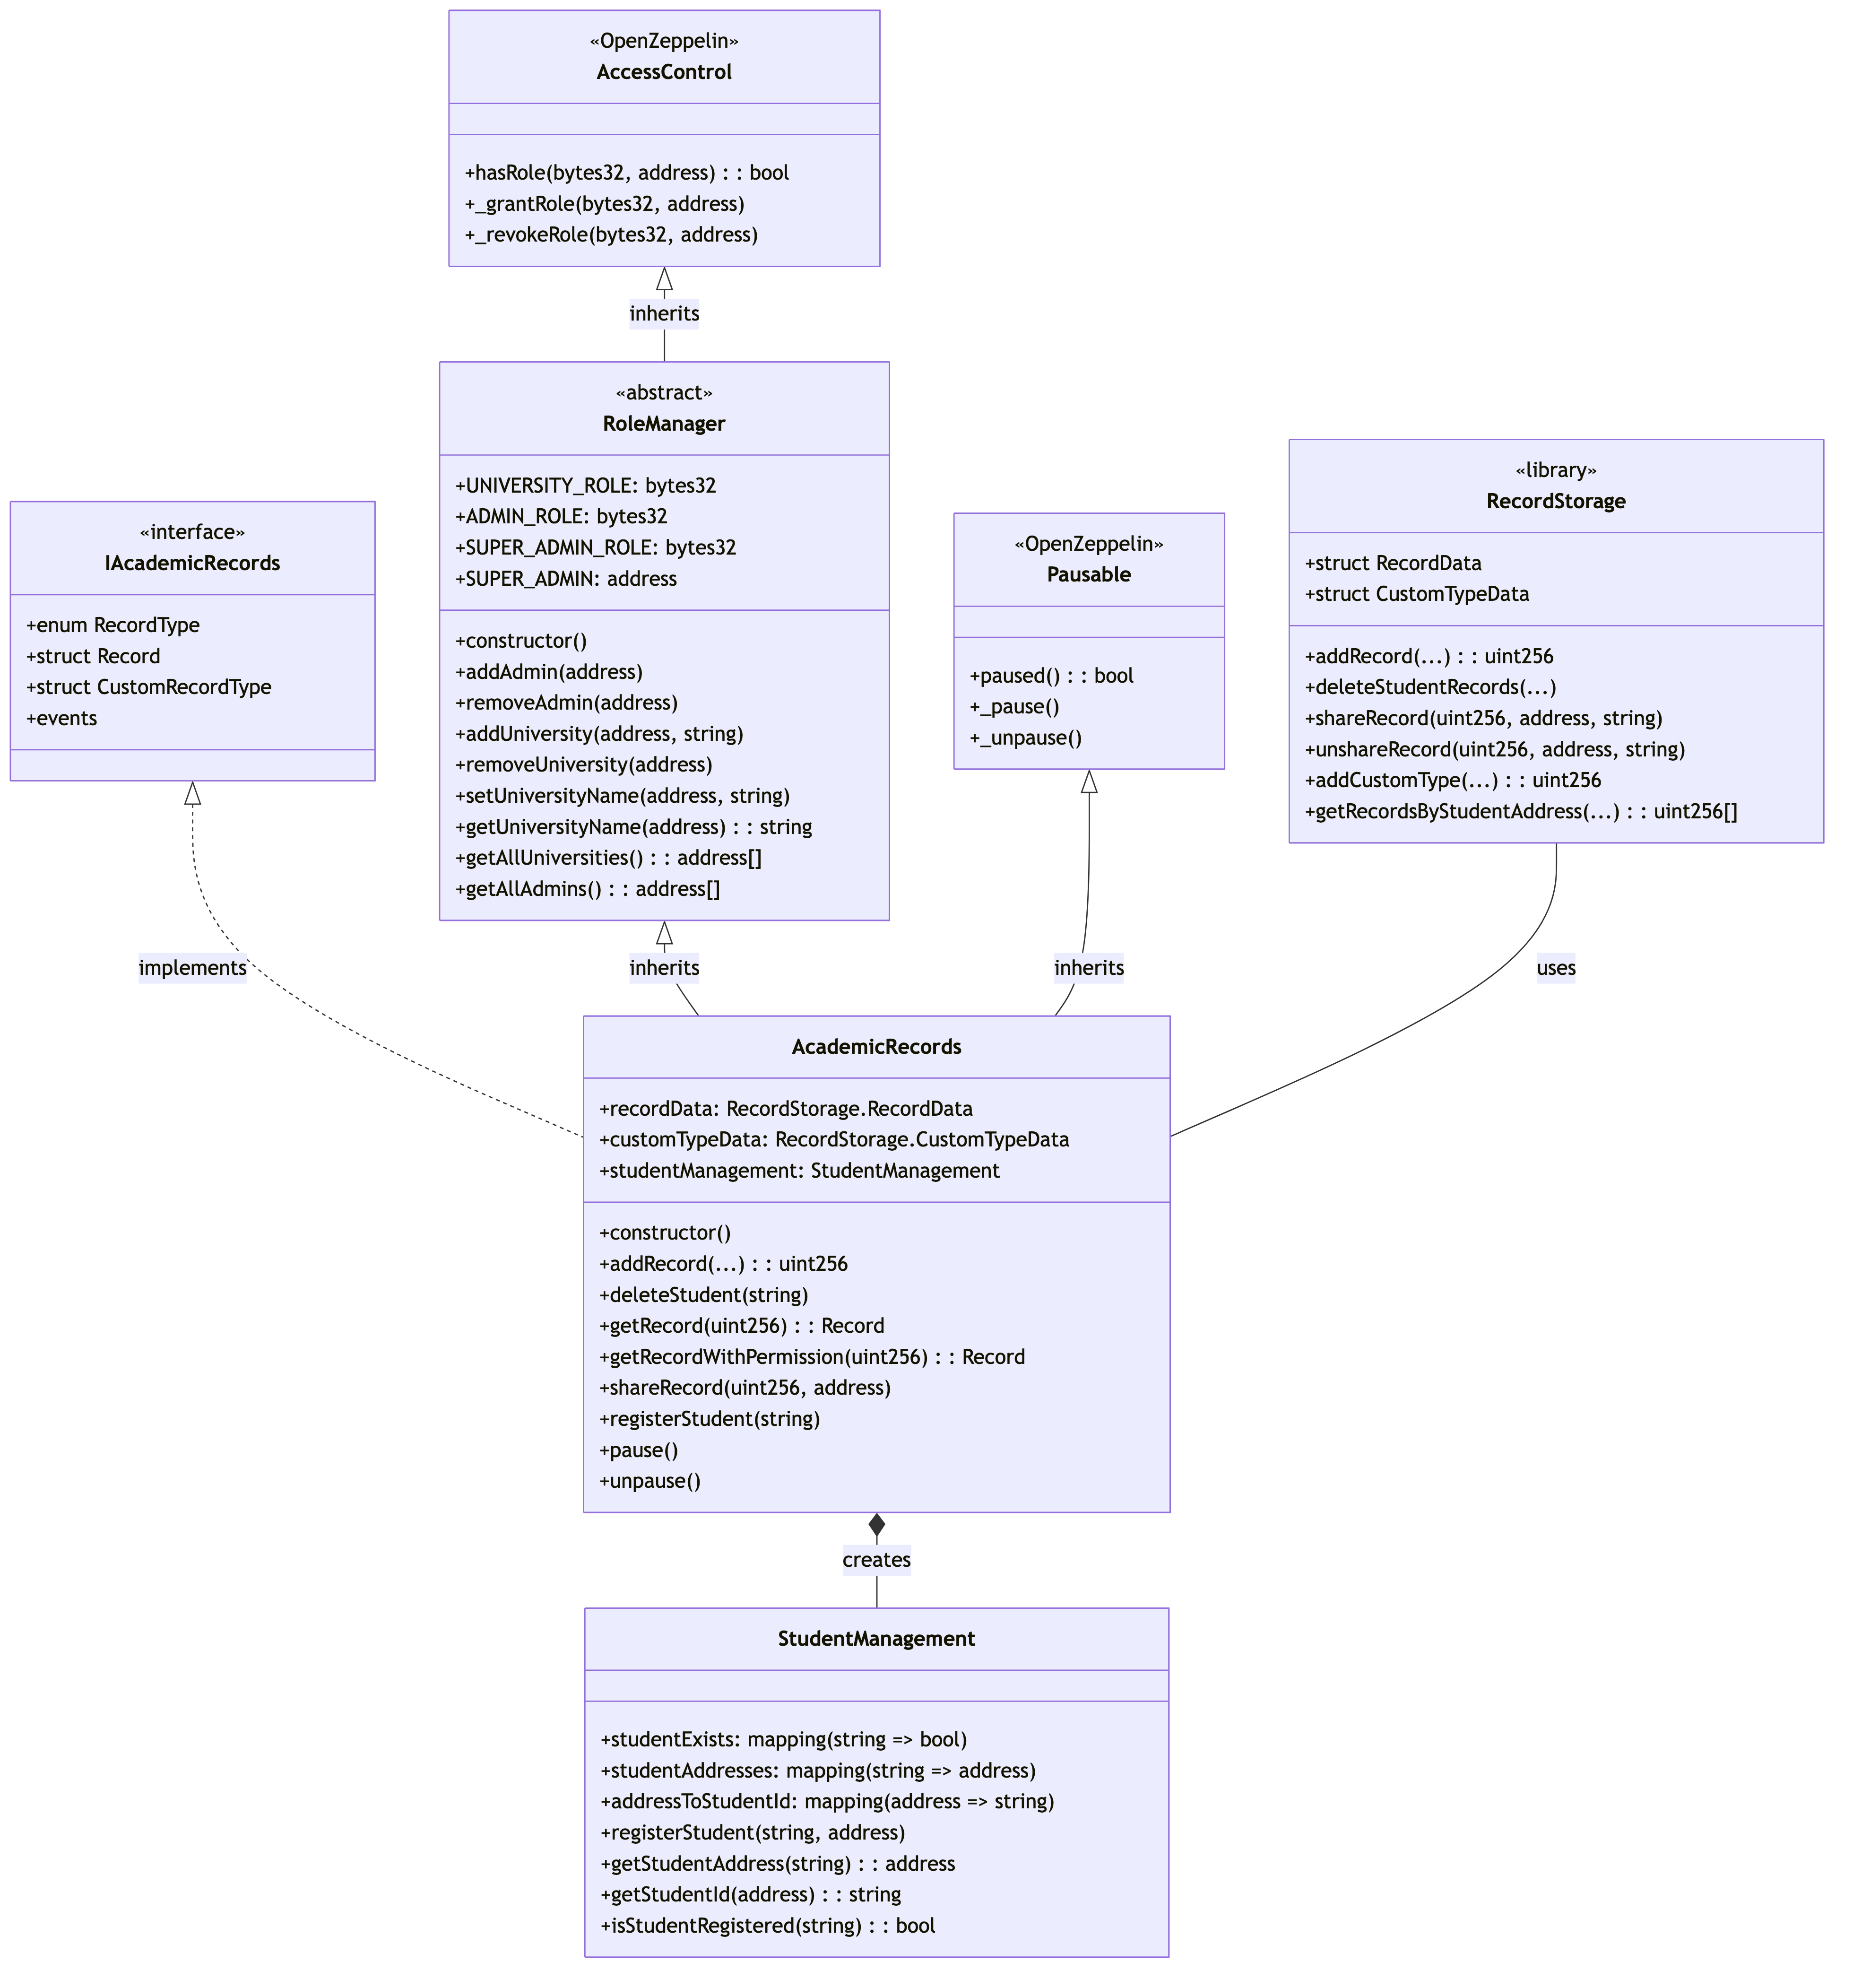 «OpenZeppelin»
AccessControl
+hasRole(bytes32, address) : : bool
+_grantRole(bytes32, address)
+_revokeRole(bytes32, address)
inherits
«abstract»
RoleManager
+UNIVERSITY_ROLE: bytes32
+ADMIN_ROLE: bytes32
+SUPER_ADMIN_ROLE: bytes32
+SUPER_ADMIN: address
+constructor()
+addAdmin(address)
+removeAdmin(address)
+addUniversity(address, string)
+removeUniversity(address)
+setUniversityName(address, string)
+getUniversityName(address) : : string
+getAllUniversities() : : address[]
+getAllAdmins() : : address[]
«interface»
IAcademicRecords
+enum RecordType
+struct Record
+struct CustomRecordType
+events
«OpenZeppelin»
Pausable
+paused() : : bool
+_pause()
+_unpause()
«library»
RecordStorage
+struct RecordData
+struct CustomTypeData
+addRecord(...) : : uint256
+deleteStudentRecords(...)
+shareRecord(uint256, address, string)
+unshareRecord(uint256, address, string)
+addCustomType(...) : : uint256
+getRecordsByStudentAddress(...) : : uint256[]
implements
inherits
inherits
uses
AcademicRecords
+recordData: RecordStorage.RecordData
+customTypeData: RecordStorage.CustomTypeData
+studentManagement: StudentManagement
+constructor()
+addRecord(...) : : uint256
+deleteStudent(string)
+getRecord(uint256) : : Record
+getRecordWithPermission(uint256) : : Record
+shareRecord(uint256, address)
+registerStudent(string)
+pause()
+unpause()
creates
StudentManagement
+studentExists: mapping(string => bool)
+studentAddresses: mapping(string => address)
+addressToStudentId: mapping(address => string)
+registerStudent(string, address)
+getStudentAddress(string) : : address
+getStudentId(address) : : string
+isStudentRegistered(string) : : bool